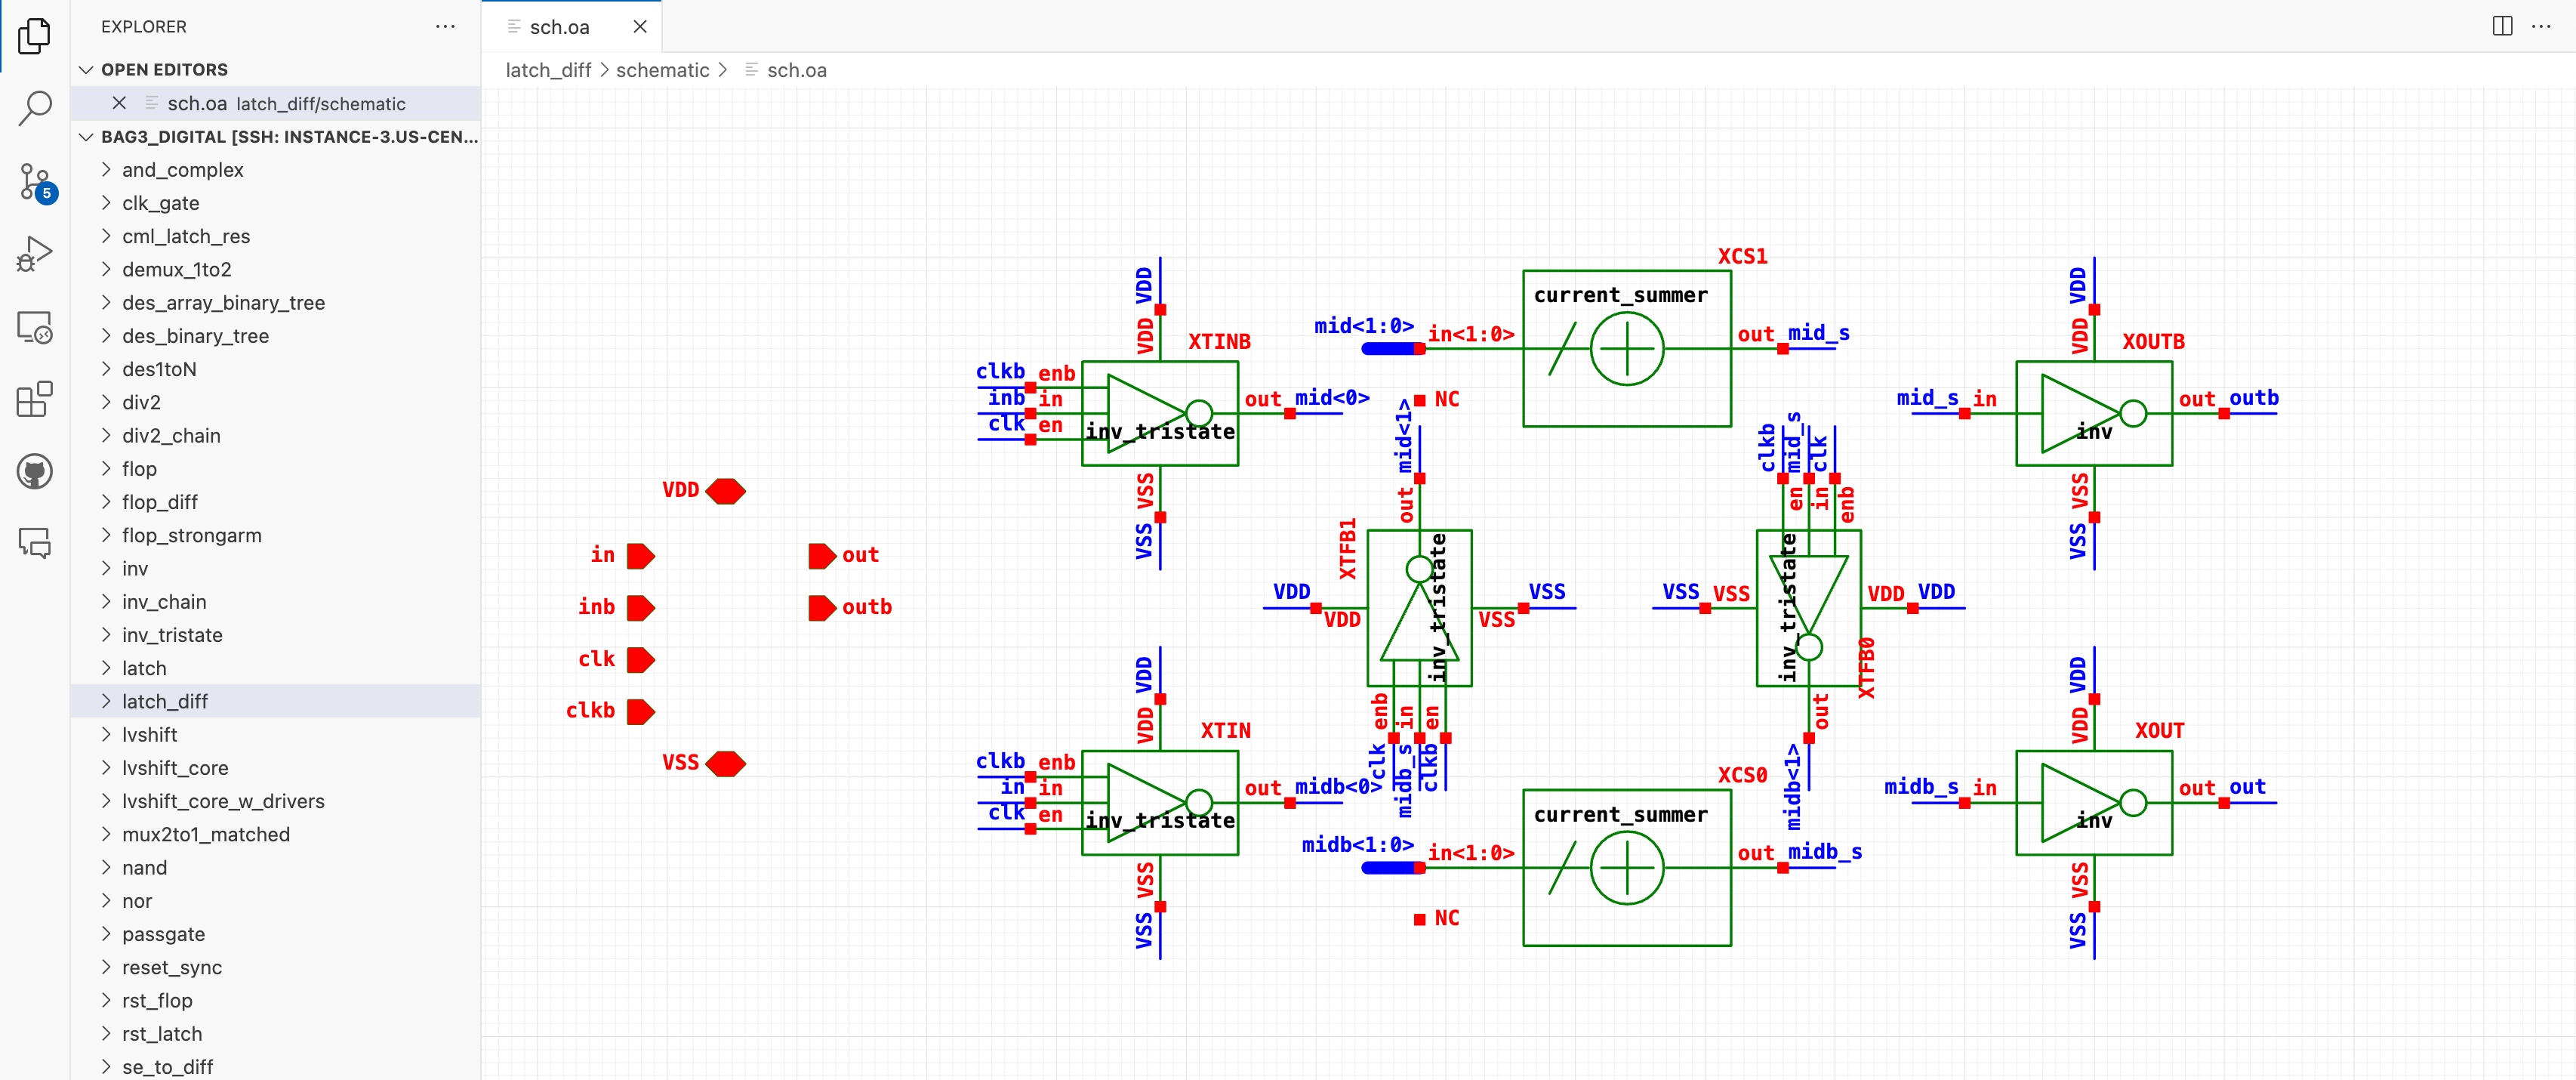 EXPLORER
OPEN EDITORS
sch.oa latch_diff/schematic
BAG3_DIGITAL [SSH: INSTANCE-3.US-CEN...
and_complex
clk_gate
cml_latch_res
demux_1to2
des_array_binary_tree
des_binary_tree
des1toN
div2
div2_chain
flop
flop_diff
flop_strongarm
inv
inv_chain
inv_tristate
latch
latch_diff
lvshift
lvshift_core
lvshift_core_w_drivers
mux2to1_matched
nand
nor
passgate
reset_sync
rst_flop
rst_latch
se_to_diff
5
sch.oa
latch_diff > schematic > sch.oa
VDD
in
inb
clk
clkb
VSS
out
outb
VDD
VDD
XTINB
clkb enb
inb in
clk en
inv_tristate
out mid<0>
VSS
VSS
VDD
VDD
XTIN
clkb enb
in in
clk en
inv_tristate
out midb<0>
VSS
VSS
XCS1
current_summer
mid<1:0> in<1:0>
out mid_s
NC
mid<1>
out
XTFB1
inv_tristate
VDD VDD
VSS VSS
enb in en
clk midb_s clkb
clkb mid_s clk
en in enb
inv_tristate
VSS VSS
VDD VDD
XTFB0
out
midb<1>
XCS0
current_summer
midb<1:0> in<1:0>
out midb_s
NC
VDD
VDD
XOUTB
mid_s in
inv
out outb
VSS
VSS
VDD
VDD
XOUT
midb_s in
inv
out out
VSS
VSS